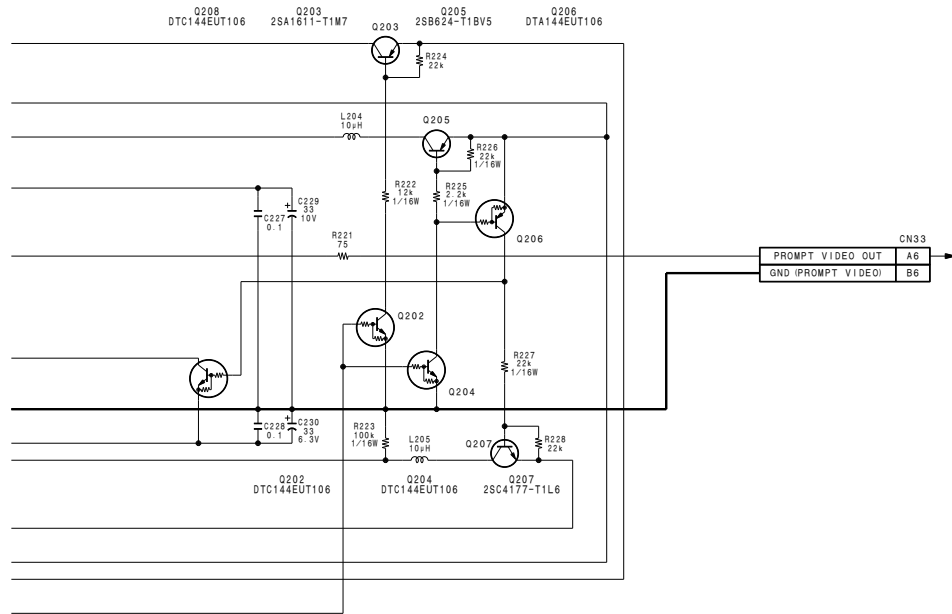 Q208
DTC144EUT106
Q203
2SA1611-T1M7
Q205
2SB624-T1BV5
Q206
DTA144EUT106
Q203
R224
22k
L204
10µH
Q205
R226
22k
1/16W
R222
12k
1/16W
R225
2.2k
1/16W
C227
0.1
+
C229
33
10V
Q206
R221
75
CN33
PROMPT VIDEO OUT A6
GND (PROMPT VIDEO) B6
Q202
Q204
R227
22k
1/16W
C228
0.1
+
C230
33
6.3V
R223
100k
1/16W
L205
10µH
Q207
R228
22k
Q202
DTC144EUT106
Q204
DTC144EUT106
Q207
2SC4177-T1L6